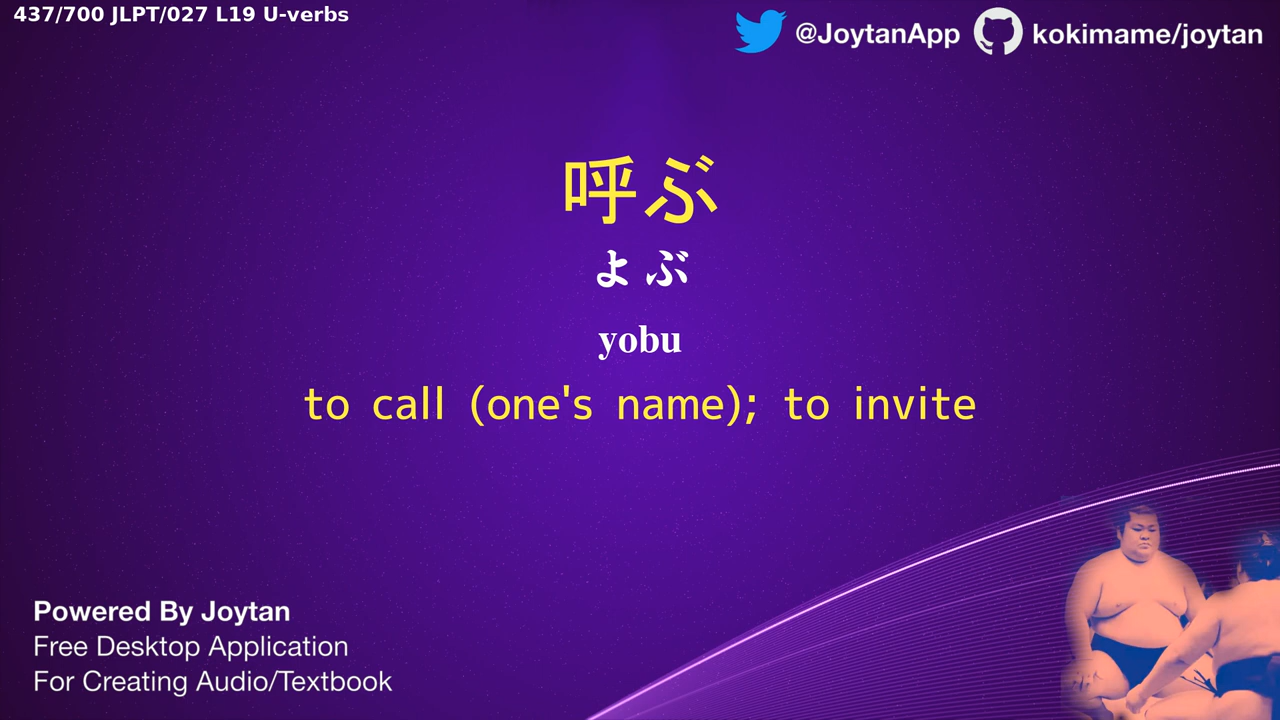 437/700 JLPT/027 L19 U-verbs
@JoytanApp kokimame/joytan
呼ぶ
よぶ
yobu
to call (one's name); to invite
Powered By Joytan
Free Desktop Application
For Creating Audio/Textbook